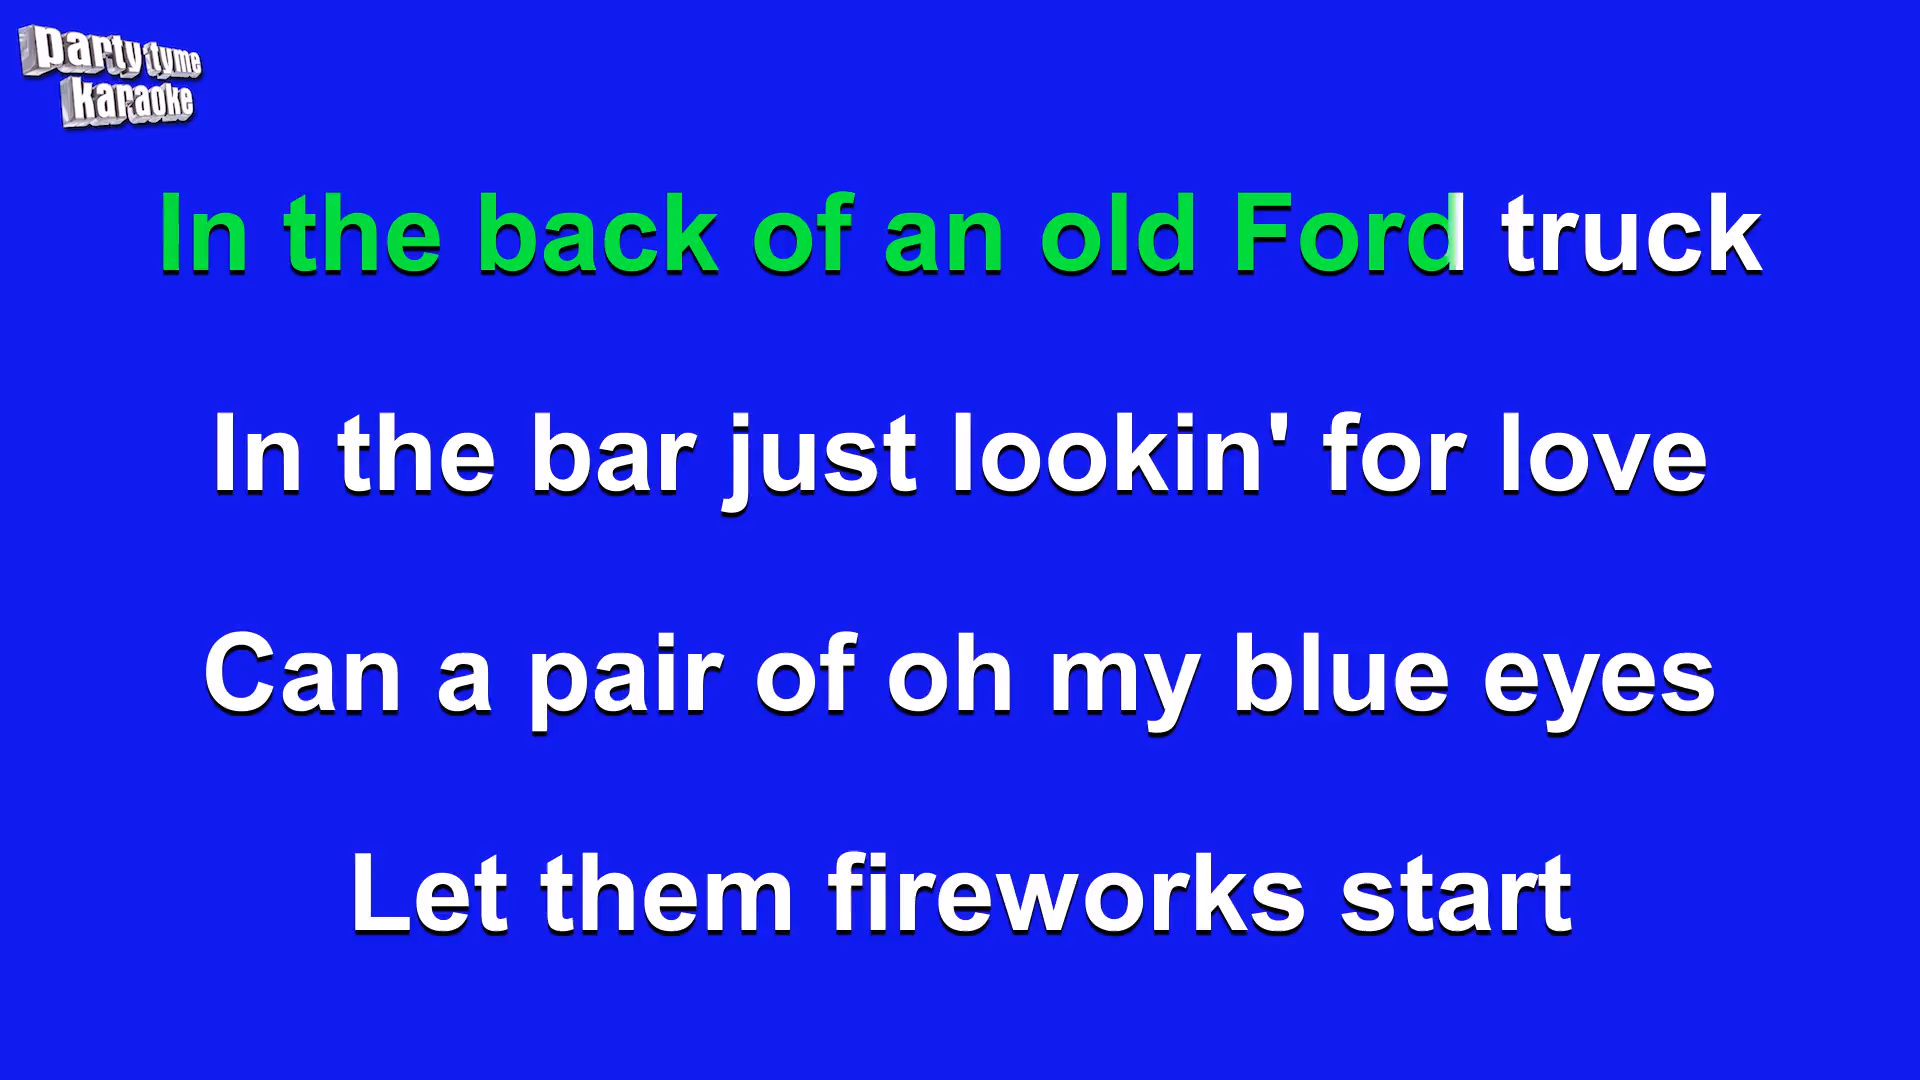 party tyme
karaoke
In the back of an old Ford truck
In the bar just lookin' for love
Can a pair of oh my blue eyes
Let them fireworks start